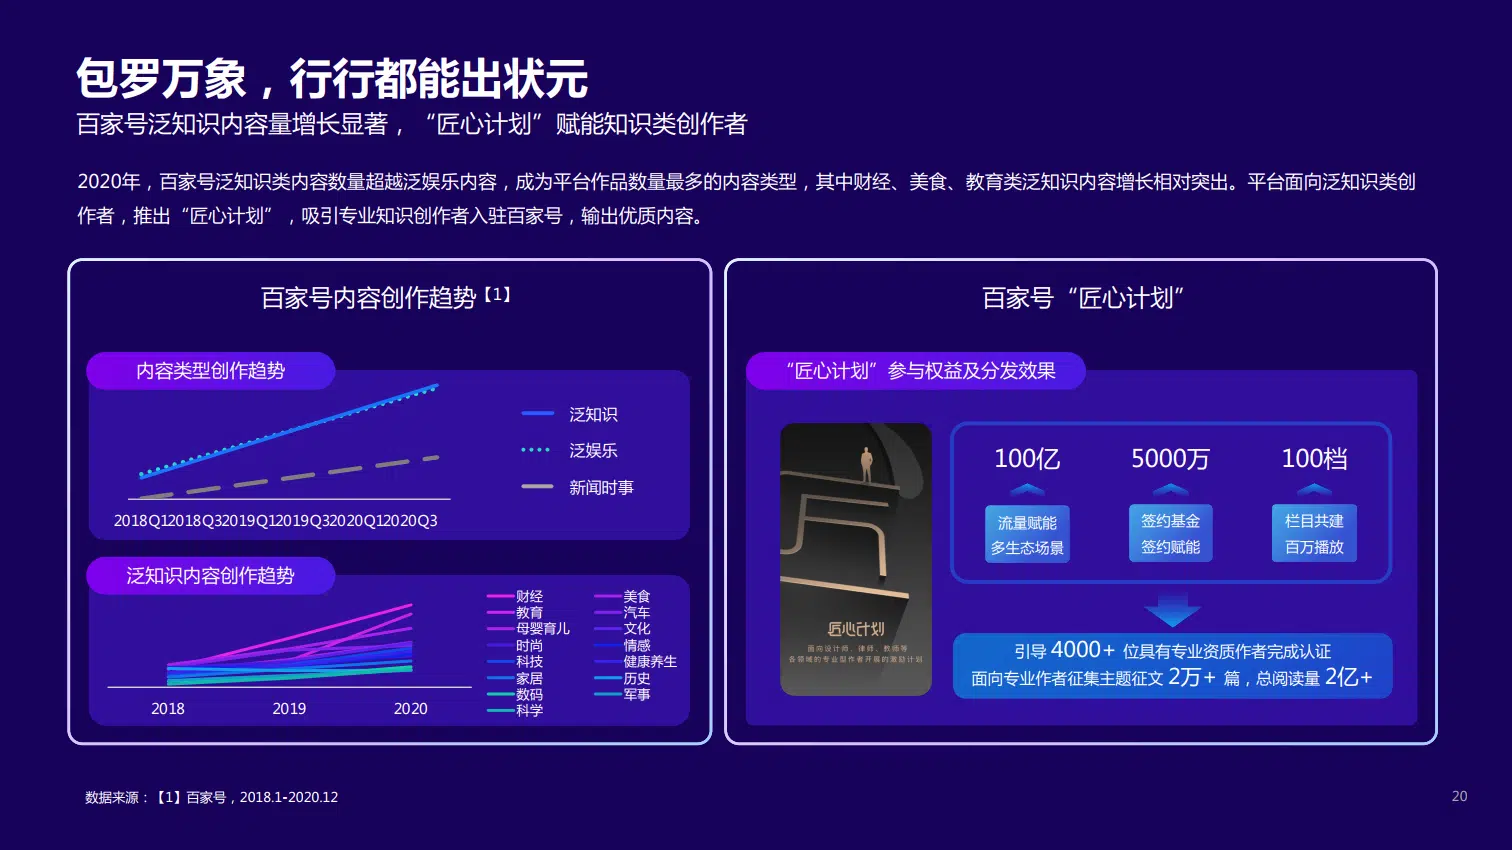 包罗万象，行行都能出状元
百家号泛知识内容量增长显著，“匠心计划”赋能知识类创作者
2020年，百家号泛知识类内容数量超越泛娱乐内容，成为平台作品数量最多的内容类型，其中财经、美食、教育类泛知识内容增长相对突出。平台面向泛知识类创
作者，推出“匠心计划”，吸引专业知识创作者入驻百家号，输出优质内容。
百家号内容创作趋势【1】
内容类型创作趋势
泛知识
泛娱乐
新闻时事
2018Q12018Q32019Q12019Q32020Q12020Q3
泛知识内容创作趋势
财经 美食
教育 汽车
母婴育儿 文化
时尚 情感
科技 健康养生
家居 历史
数码 军事
科学
2018 2019 2020
百家号“匠心计划”
“匠心计划”参与权益及分发效果
匠心计划
面向设计师、律师、教师等
各领域的专业型作者开展的激励计划
100亿 5000万 100档
流量赋能 签约基金 栏目共建
多生态场景 签约赋能 百万播放
引导 4000+ 位具有专业资质作者完成认证
面向专业作者征集主题征文 2万+ 篇，总阅读量 2亿+
数据来源：【1】百家号，2018.1-2020.12
20